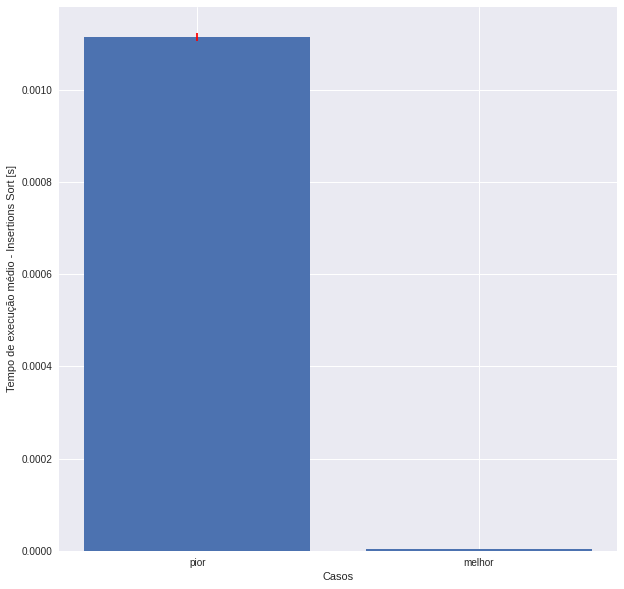 Tempo de execução médio - Insertions Sort [s]
0.0010
0.0008
0.0006
0.0004
0.0002
0.0000
pior
melhor
Casos